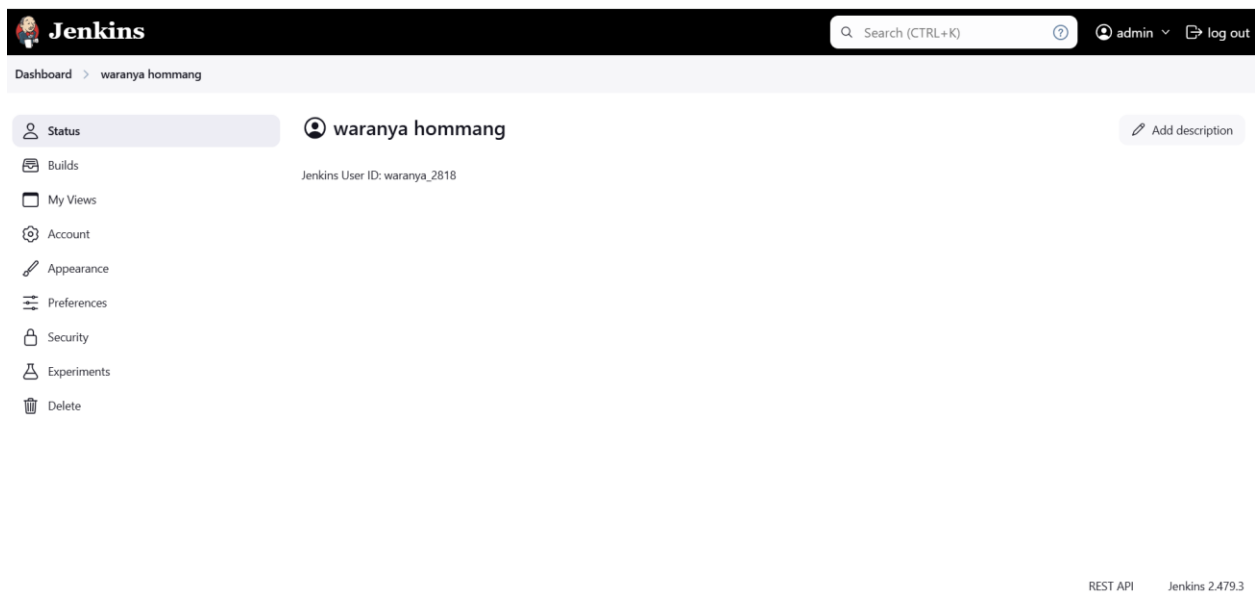 Jenkins
Search (CTRL+K)
?
admin
log out
Dashboard > waranya hommang
Status
Builds
My Views
Account
Appearance
Preferences
Security
Experiments
Delete
waranya hommang
Add description
Jenkins User ID: waranya_2818
REST API
Jenkins 2.479.3